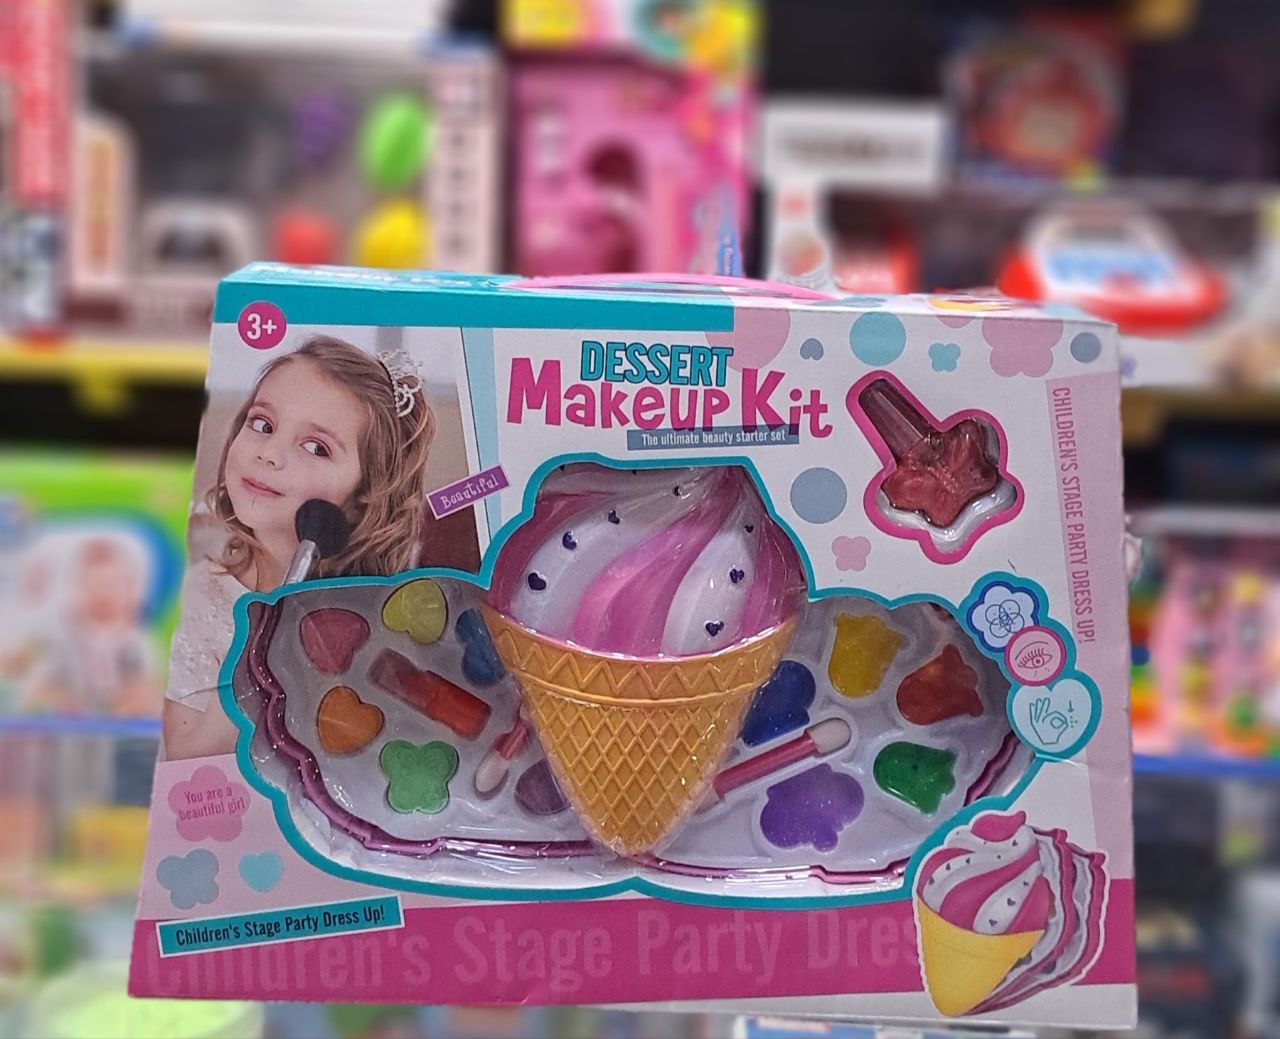 3+
DESSERT
Makeup Kit
The ultimate beauty starter set
Beautiful
CHILDREN'S STAGE PARTY DRESS UP!
You are a
beautiful girl
Children's Stage Party Dress Up!
Children's Stage Party Dres